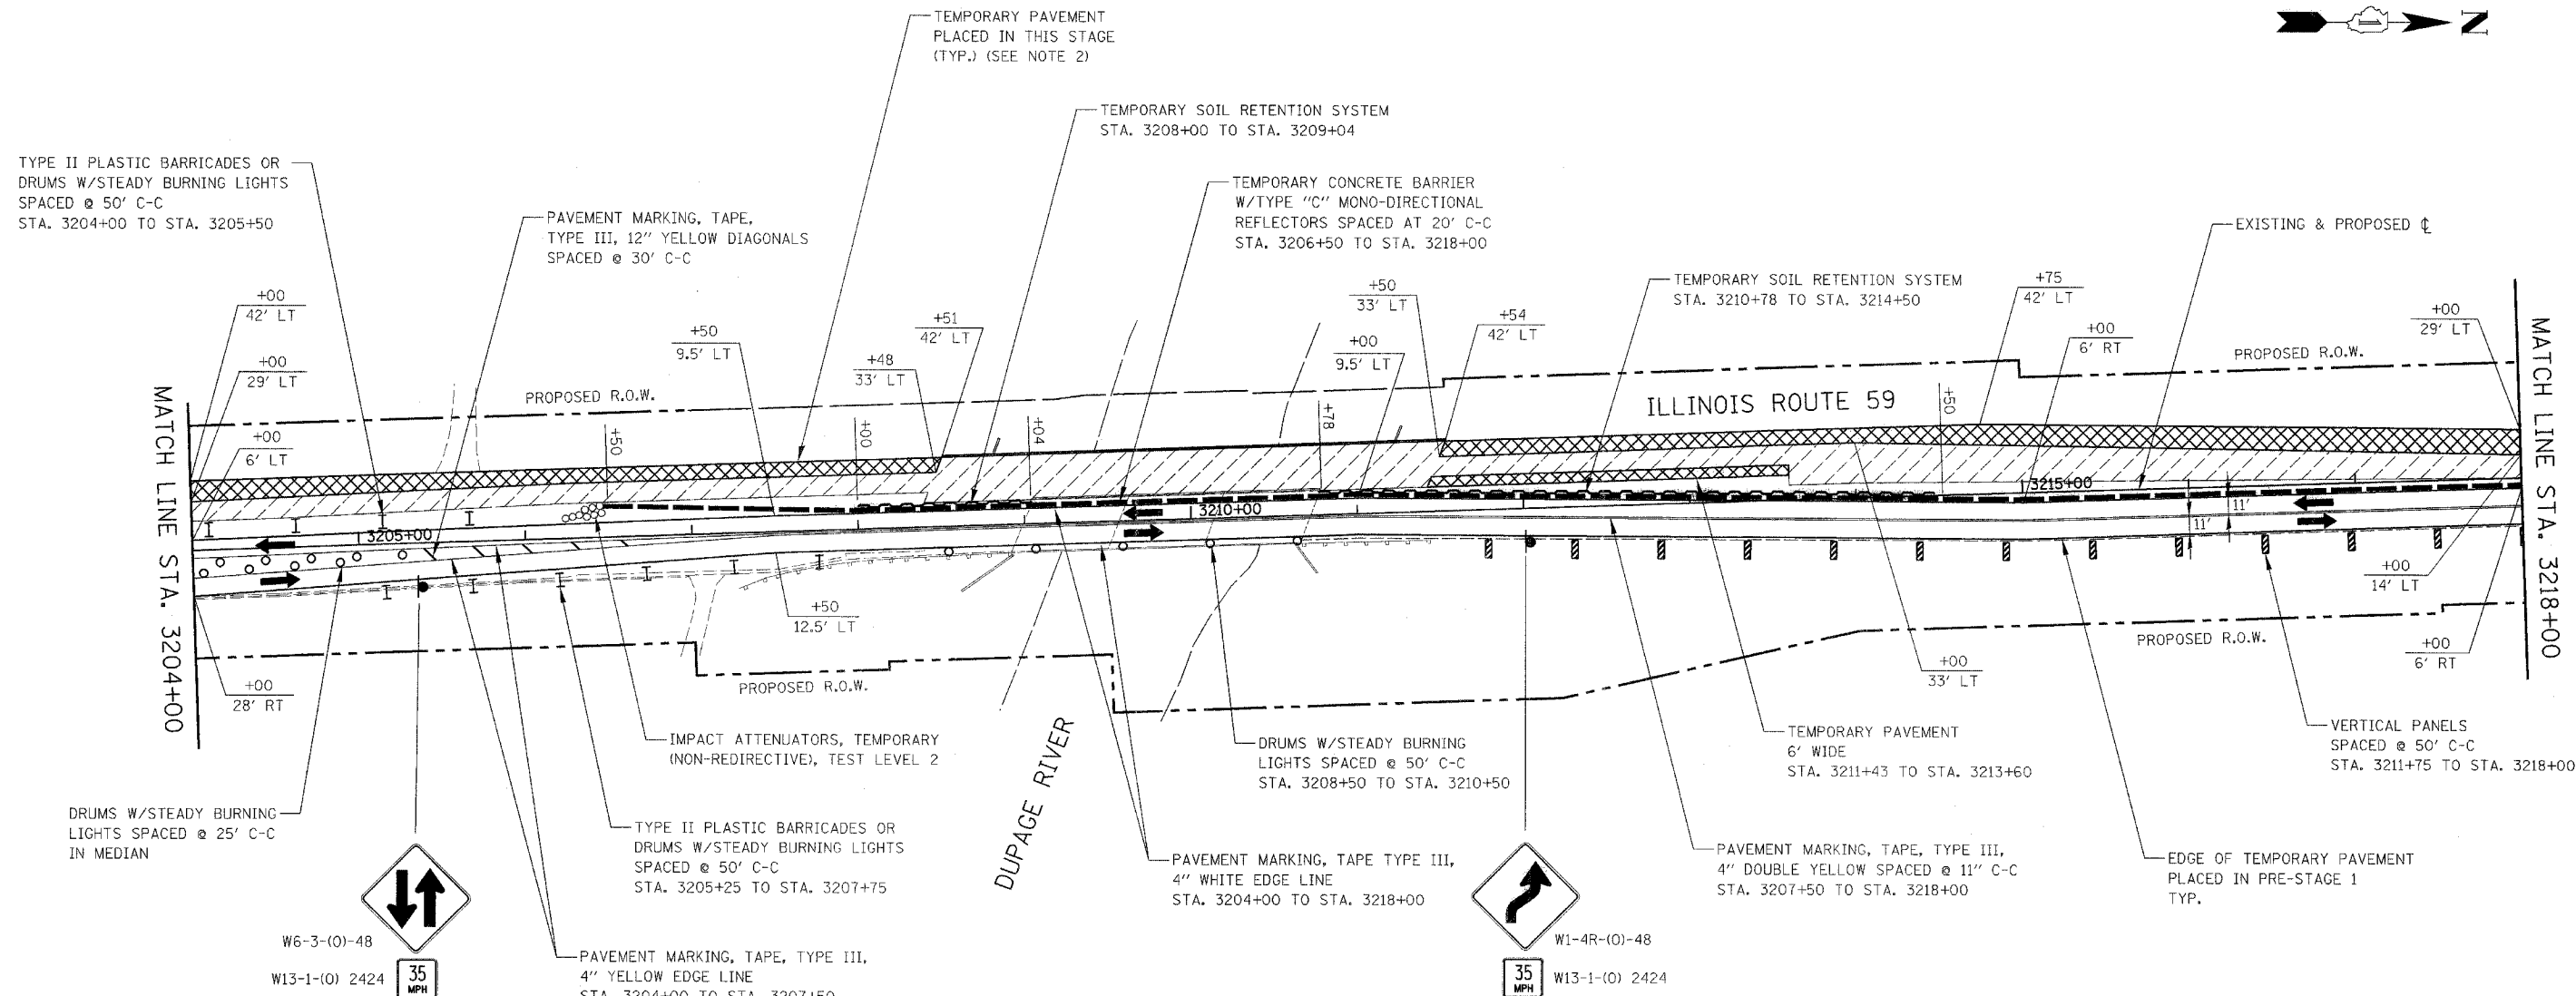 TEMPORARY PAVEMENT
PLACED IN THIS STAGE
(TYP.) (SEE NOTE 2)
N
TEMPORARY SOIL RETENTION SYSTEM
STA. 3208+00 TO STA. 3209+04
TYPE II PLASTIC BARRICADES OR
DRUMS W/STEADY BURNING LIGHTS
SPACED @ 50' C-C
STA. 3204+00 TO STA. 3205+50
PAVEMENT MARKING, TAPE,
TYPE III, 12" YELLOW DIAGONALS
SPACED @ 30' C-C
TEMPORARY CONCRETE BARRIER
W/TYPE "C" MONO-DIRECTIONAL
REFLECTORS SPACED AT 20' C-C
STA. 3206+50 TO STA. 3218+00
EXISTING & PROPOSED ℄
TEMPORARY SOIL RETENTION SYSTEM
STA. 3210+78 TO STA. 3214+50
+00
42' LT
+00
29' LT
+00
6' LT
+50
9.5' LT
+48
33' LT
+51
42' LT
+50
33' LT
+00
9.5' LT
+54
42' LT
+75
42' LT
+00
6' RT
+00
29' LT
PROPOSED R.O.W.
PROPOSED R.O.W.
ILLINOIS ROUTE 59
MATCH LINE STA. 3204+00
MATCH LINE STA. 3218+00
+50
+00
+04
+78
+50
3205+00
3210+00
3215+00
11'
11'
+00
28' RT
+50
12.5' LT
+00
33' LT
+00
14' LT
+00
6' RT
PROPOSED R.O.W.
PROPOSED R.O.W.
DUPAGE RIVER
IMPACT ATTENUATORS, TEMPORARY
(NON-REDIRECTIVE), TEST LEVEL 2
DRUMS W/STEADY BURNING
LIGHTS SPACED @ 50' C-C
STA. 3208+50 TO STA. 3210+50
TEMPORARY PAVEMENT
6' WIDE
STA. 3211+43 TO STA. 3213+60
VERTICAL PANELS
SPACED @ 50' C-C
STA. 3211+75 TO STA. 3218+00
DRUMS W/STEADY BURNING
LIGHTS SPACED @ 25' C-C
IN MEDIAN
TYPE II PLASTIC BARRICADES OR
DRUMS W/STEADY BURNING LIGHTS
SPACED @ 50' C-C
STA. 3205+25 TO STA. 3207+75
PAVEMENT MARKING, TAPE TYPE III,
4" WHITE EDGE LINE
STA. 3204+00 TO STA. 3218+00
PAVEMENT MARKING, TAPE, TYPE III,
4" DOUBLE YELLOW SPACED @ 11" C-C
STA. 3207+50 TO STA. 3218+00
EDGE OF TEMPORARY PAVEMENT
PLACED IN PRE-STAGE 1
TYP.
W6-3-(O)-48
W13-1-(O) 2424
35
MPH
PAVEMENT MARKING, TAPE, TYPE III,
4" YELLOW EDGE LINE
STA. 3204+00 TO STA. 3207+50
W1-4R-(O)-48
35
MPH
W13-1-(O) 2424